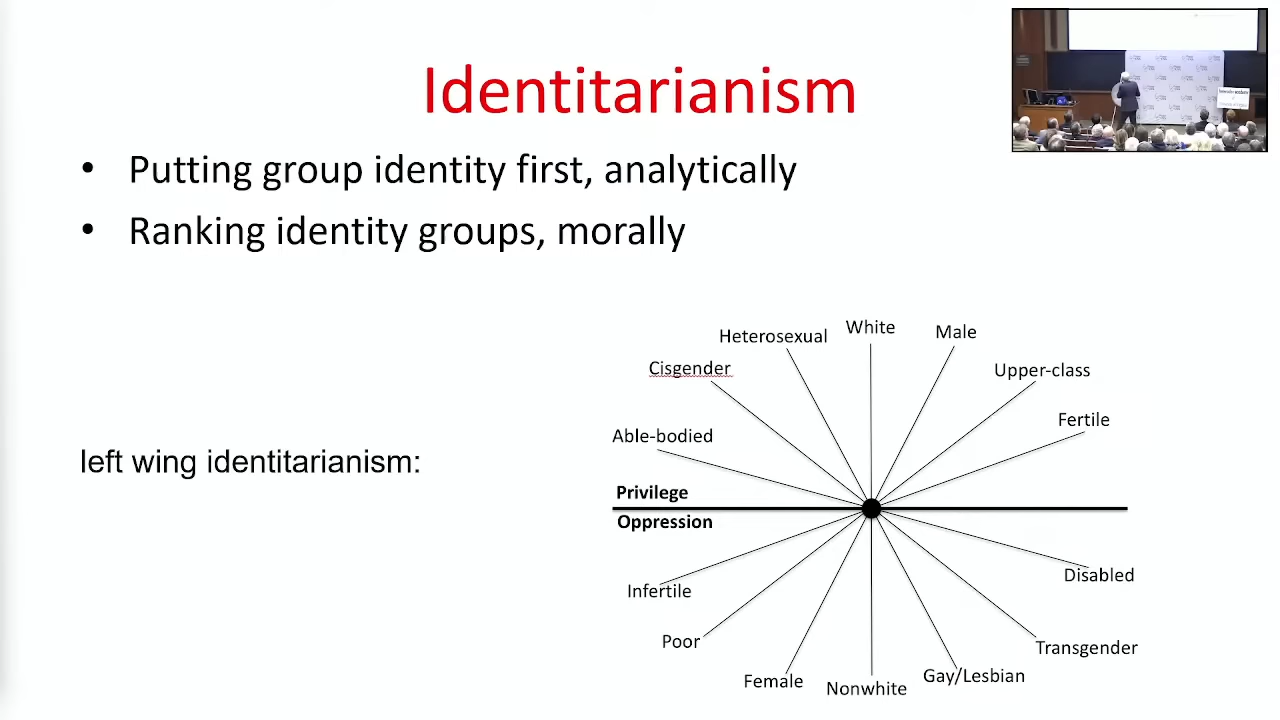 Identitarianism
• Putting group identity first, analytically
• Ranking identity groups, morally
White
Male
Heterosexual
Cisgender
Upper-class
Fertile
Able-bodied
left wing identitarianism:
Privilege
Oppression
Disabled
Infertile
Poor
Transgender
Female
Nonwhite
Gay/Lesbian